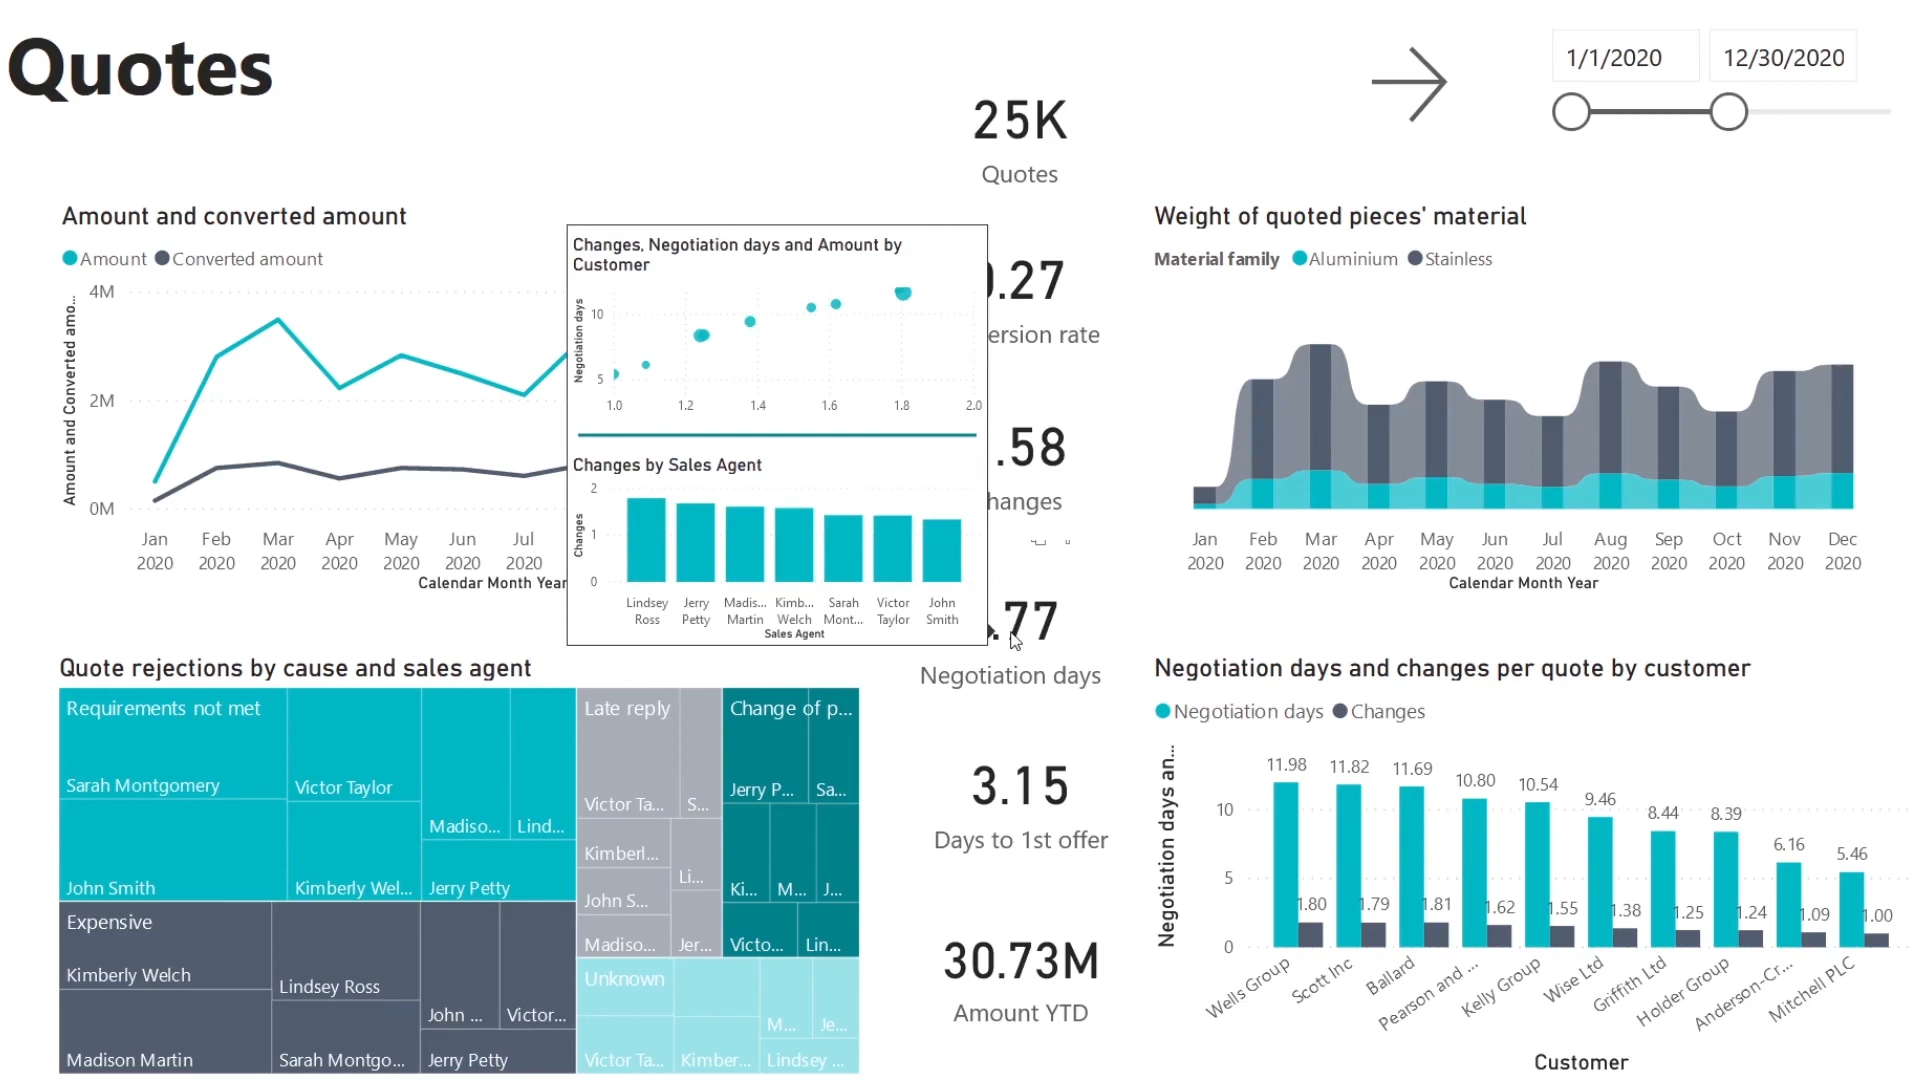 Quotes
1/1/2020
12/30/2020
25K
Quotes
Amount and converted amount
Amount
Converted amount
4M
2M
0M
Amount and Converted amo...
Jan 2020
Feb 2020
Mar 2020
Apr 2020
May 2020
Jun 2020
Jul 2020
Calendar Month Year
Changes, Negotiation days and Amount by
Customer
Negotiation days
10
5
1.0
1.2
1.4
1.6
1.8
2.0
Changes by Sales Agent
Changes
2
1
0
Lindsey Ross
Jerry Petty
Madis... Martin
Kimb... Welch
Sarah Mont...
Victor Taylor
John Smith
Sales Agent
.27
ersion rate
.58
hanges
.77
Negotiation days
3.15
Days to 1st offer
30.73M
Amount YTD
Weight of quoted pieces' material
Material family
Aluminium
Stainless
Jan 2020
Feb 2020
Mar 2020
Apr 2020
May 2020
Jun 2020
Jul 2020
Aug 2020
Sep 2020
Oct 2020
Nov 2020
Dec 2020
Calendar Month Year
Quote rejections by cause and sales agent
Requirements not met
Sarah Montgomery
John Smith
Victor Taylor
Kimberly Wel...
Madiso...
Lind...
Jerry Petty
Expensive
Kimberly Welch
Madison Martin
Lindsey Ross
Sarah Montgo...
John ...
Victor...
Jerry Petty
Late reply
Victor Ta...
S...
Kimberl...
John S...
Madiso...
Li...
Jer...
Change of p...
Jerry P...
Sa...
Ki...
M...
J...
Victo...
Lin...
Unknown
Victor Ta...
Kimber...
M...
Je...
Lindsey ...
Negotiation days and changes per quote by customer
Negotiation days
Changes
Negotiation days an...
10
5
0
11.98
11.82
11.69
10.80
10.54
9.46
8.44
8.39
6.16
5.46
1.80
1.79
1.81
1.62
1.55
1.38
1.25
1.24
1.09
1.00
Wells Group
Scott Inc
Ballard
Pearson and ...
Kelly Group
Wise Ltd
Griffith Ltd
Holder Group
Anderson-Cr...
Mitchell PLC
Customer